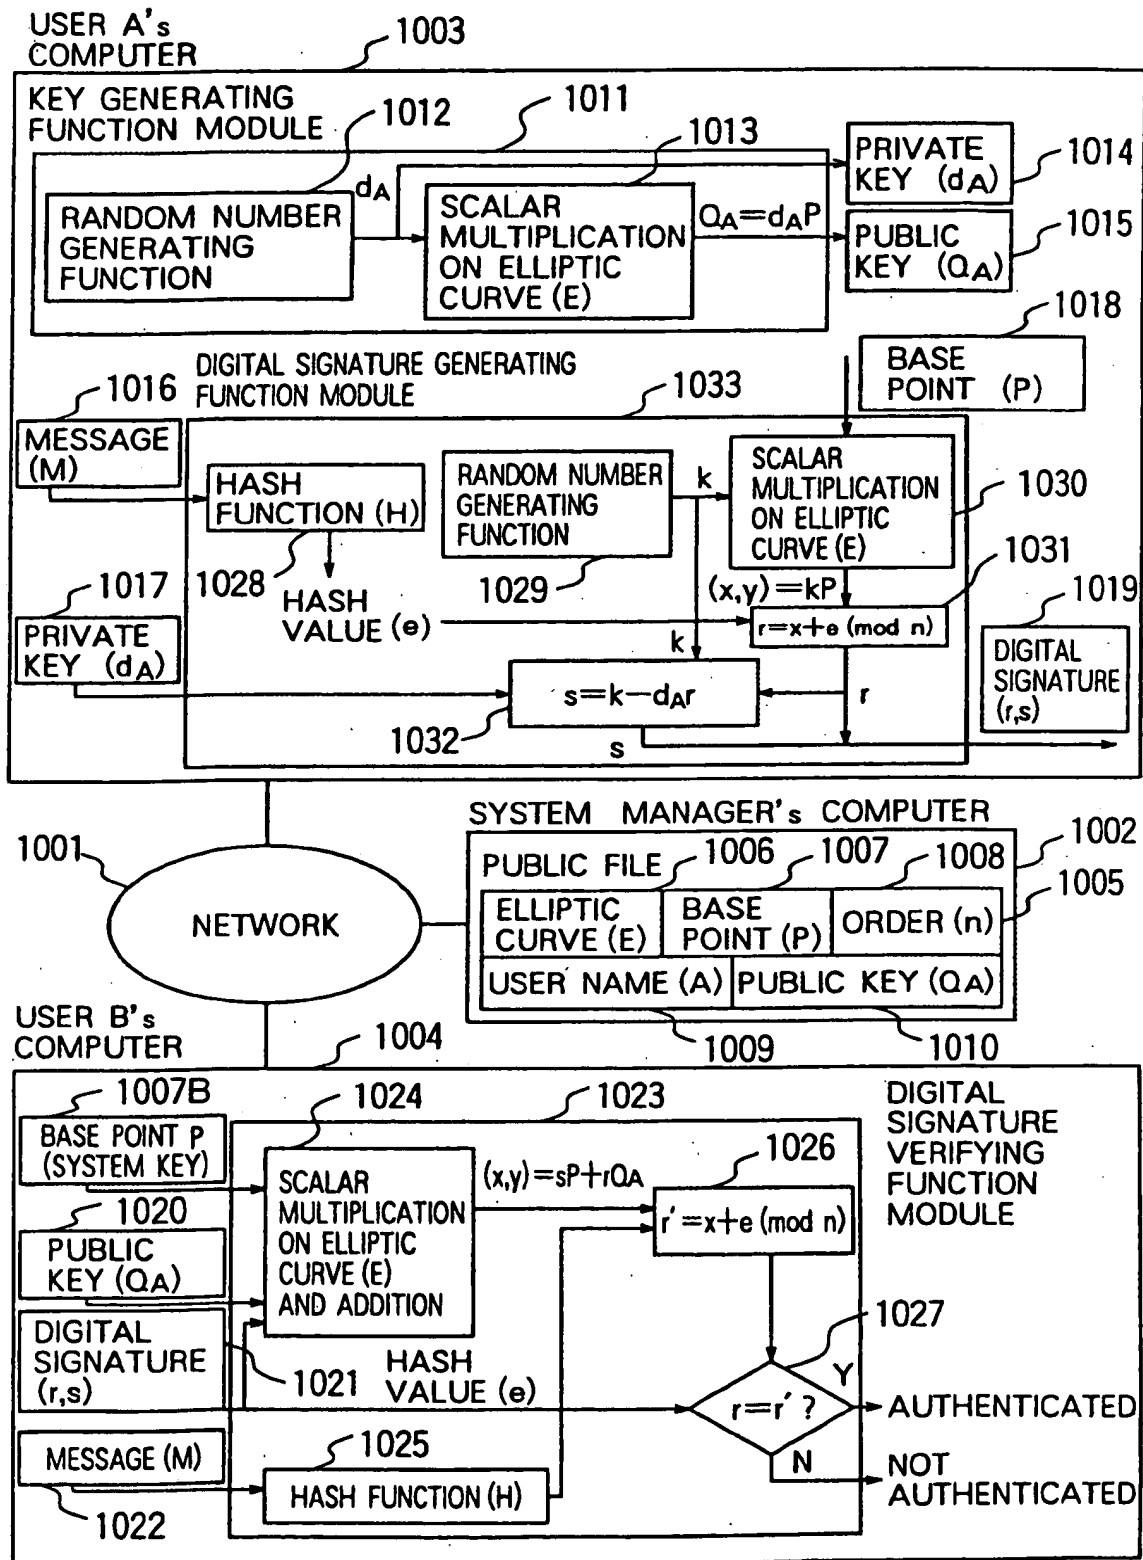 USER A's
COMPUTER
1003
KEY GENERATING
FUNCTION MODULE
1012
1011
1013
RANDOM NUMBER
GENERATING
FUNCTION
dA
SCALAR
MULTIPLICATION
ON ELLIPTIC
CURVE (E)
QA=dAP
PRIVATE
KEY (dA)
1014
PUBLIC
KEY (QA)
1015
1018
BASE
POINT (P)
DIGITAL SIGNATURE GENERATING
FUNCTION MODULE
1033
1016
MESSAGE
(M)
HASH
FUNCTION (H)
1028
HASH
VALUE (e)
RANDOM NUMBER
GENERATING
FUNCTION
1029
k
SCALAR
MULTIPLICATION
ON ELLIPTIC
CURVE (E)
1030
1031
(x,y)=kP
r=x+e (mod n)
1017
PRIVATE
KEY (dA)
k
s=k-dAr
1032
r
s
1019
DIGITAL
SIGNATURE
(r,s)
SYSTEM MANAGER's COMPUTER
1002
1001
NETWORK
PUBLIC FILE
1006
1007
1008
1005
ELLIPTIC
CURVE (E)
BASE
POINT (P)
ORDER (n)
USER NAME (A)
PUBLIC KEY (QA)
1009
1010
USER B's
COMPUTER
1004
1007B
1024
1023
DIGITAL
SIGNATURE
VERIFYING
FUNCTION
MODULE
BASE POINT P
(SYSTEM KEY)
SCALAR
MULTIPLICATION
ON ELLIPTIC
CURVE (E)
AND ADDITION
(x,y)=sP+rQA
1026
r'=x+e (mod n)
1020
PUBLIC
KEY (QA)
DIGITAL
SIGNATURE
(r,s)
1021
HASH
VALUE (e)
1027
r=r' ?
Y
AUTHENTICATED
N
NOT
AUTHENTICATED
MESSAGE (M)
1022
1025
HASH FUNCTION (H)